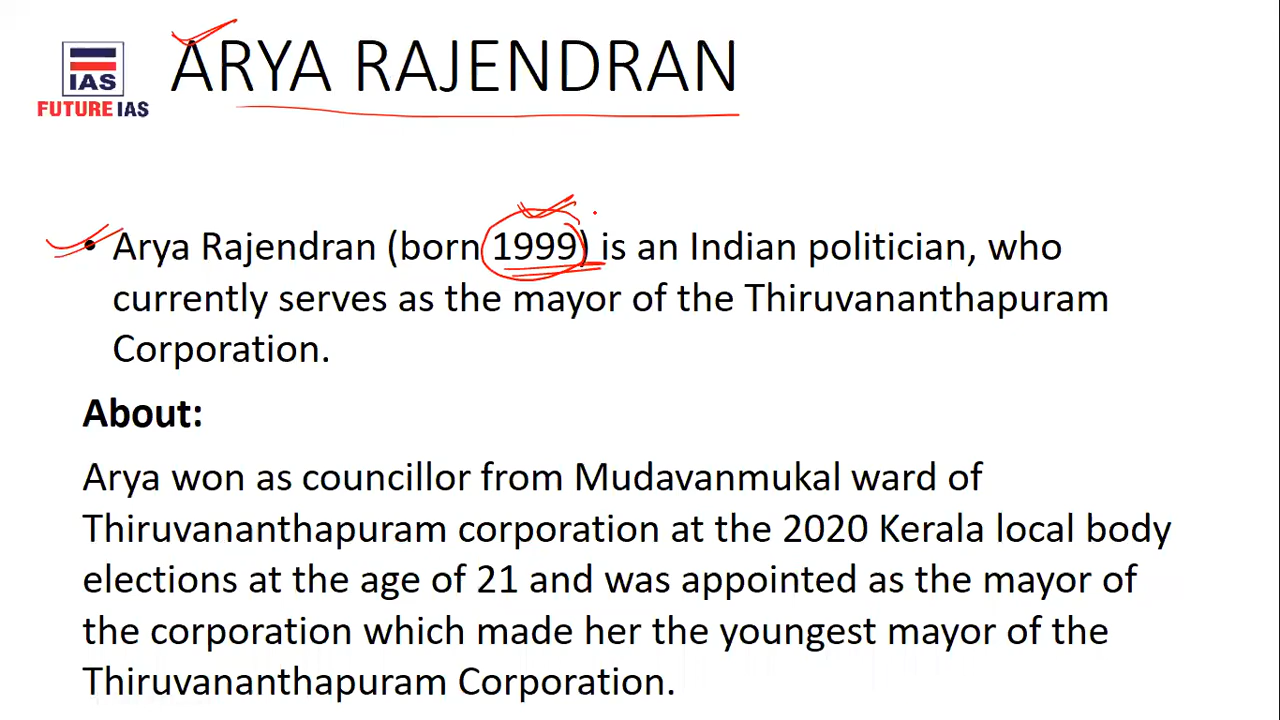 ARYA RAJENDRAN
IAS
FUTURE IAS
• Arya Rajendran (born 1999) is an Indian politician, who
currently serves as the mayor of the Thiruvananthapuram
Corporation.
About:
Arya won as councillor from Mudavanmukal ward of
Thiruvananthapuram corporation at the 2020 Kerala local body
elections at the age of 21 and was appointed as the mayor of
the corporation which made her the youngest mayor of the
Thiruvananthapuram Corporation.